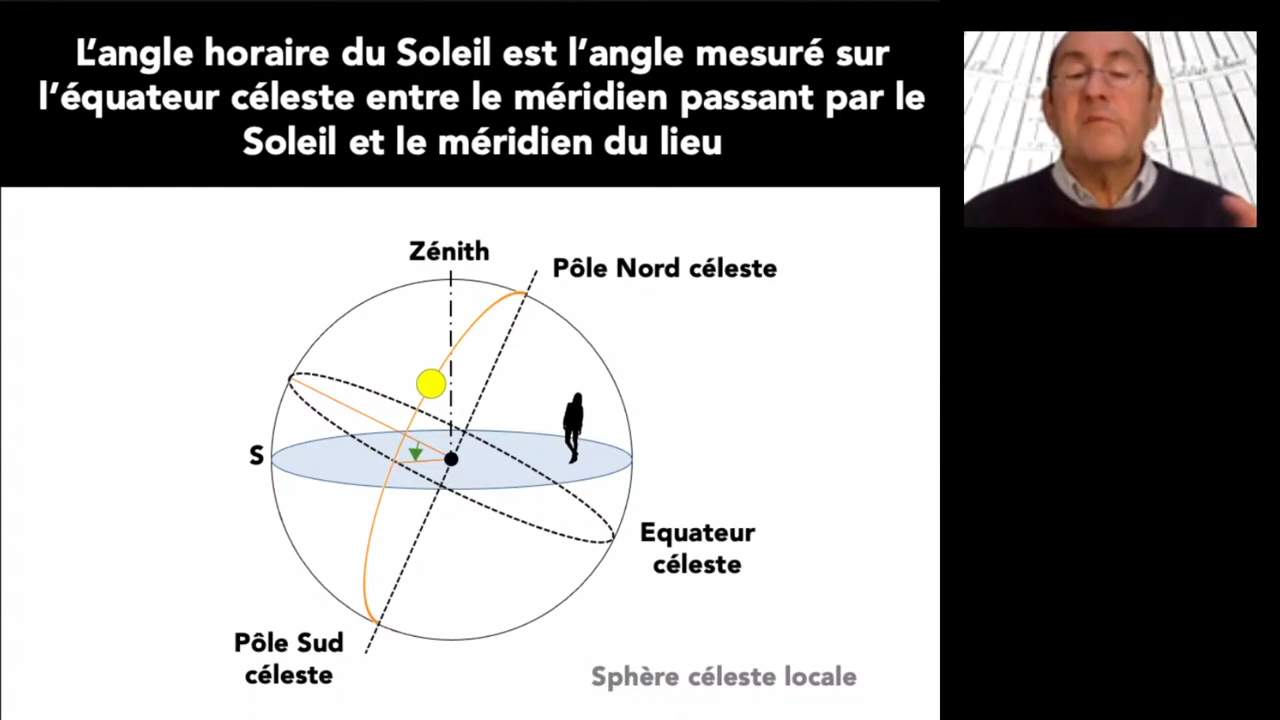 L'angle horaire du Soleil est l'angle mesuré sur
l'équateur céleste entre le méridien passant par le
Soleil et le méridien du lieu
Zénith
Pôle Nord céleste
S
Equateur
céleste
Pôle Sud
céleste
Sphère céleste locale